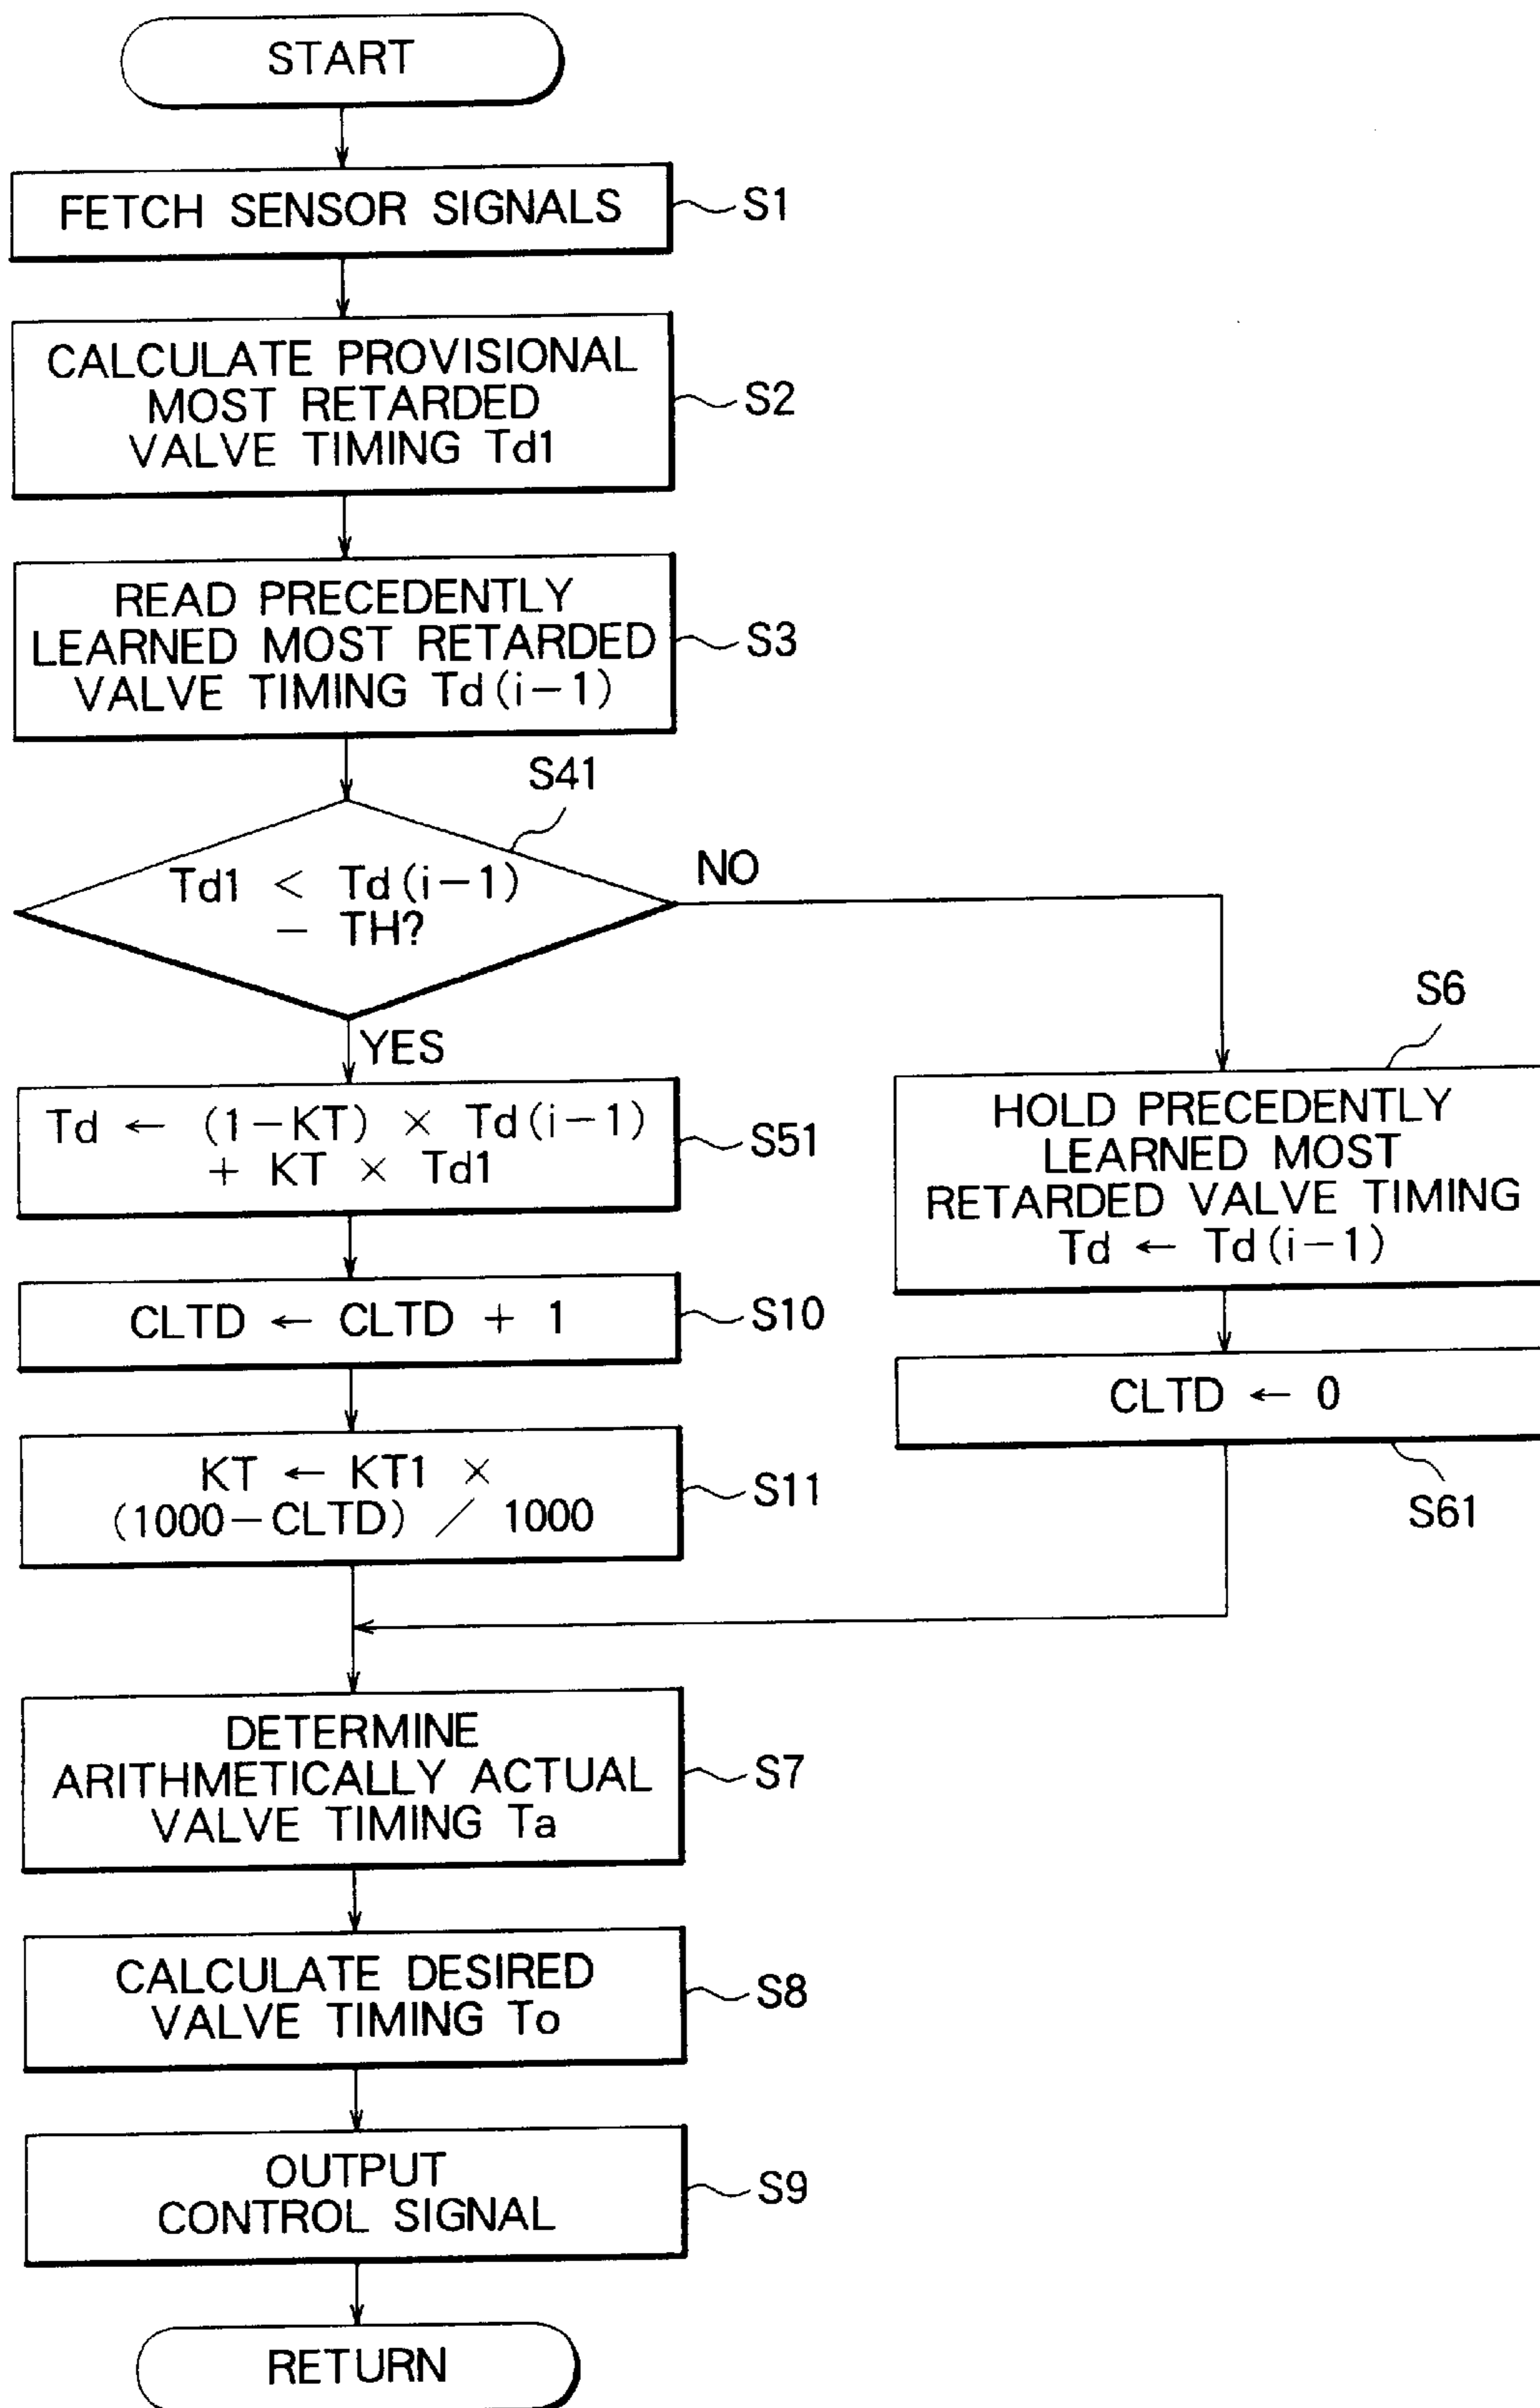 START
FETCH SENSOR SIGNALS
S1
CALCULATE PROVISIONAL
MOST RETARDED
VALVE TIMING Td1
S2
READ PRECEDENTLY
LEARNED MOST RETARDED
VALVE TIMING Td(i-1)
S3
S41
Td1 < Td(i-1)
- TH?
NO
YES
Td ← (1-KT) × Td(i-1)
+ KT × Td1
S51
CLTD ← CLTD + 1
S10
KT ← KT1 ×
(1000-CLTD) / 1000
S11
S6
HOLD PRECEDENTLY
LEARNED MOST
RETARDED VALVE TIMING
Td ← Td(i-1)
CLTD ← 0
S61
DETERMINE
ARITHMETICALLY ACTUAL
VALVE TIMING Ta
S7
CALCULATE DESIRED
VALVE TIMING To
S8
OUTPUT
CONTROL SIGNAL
S9
RETURN